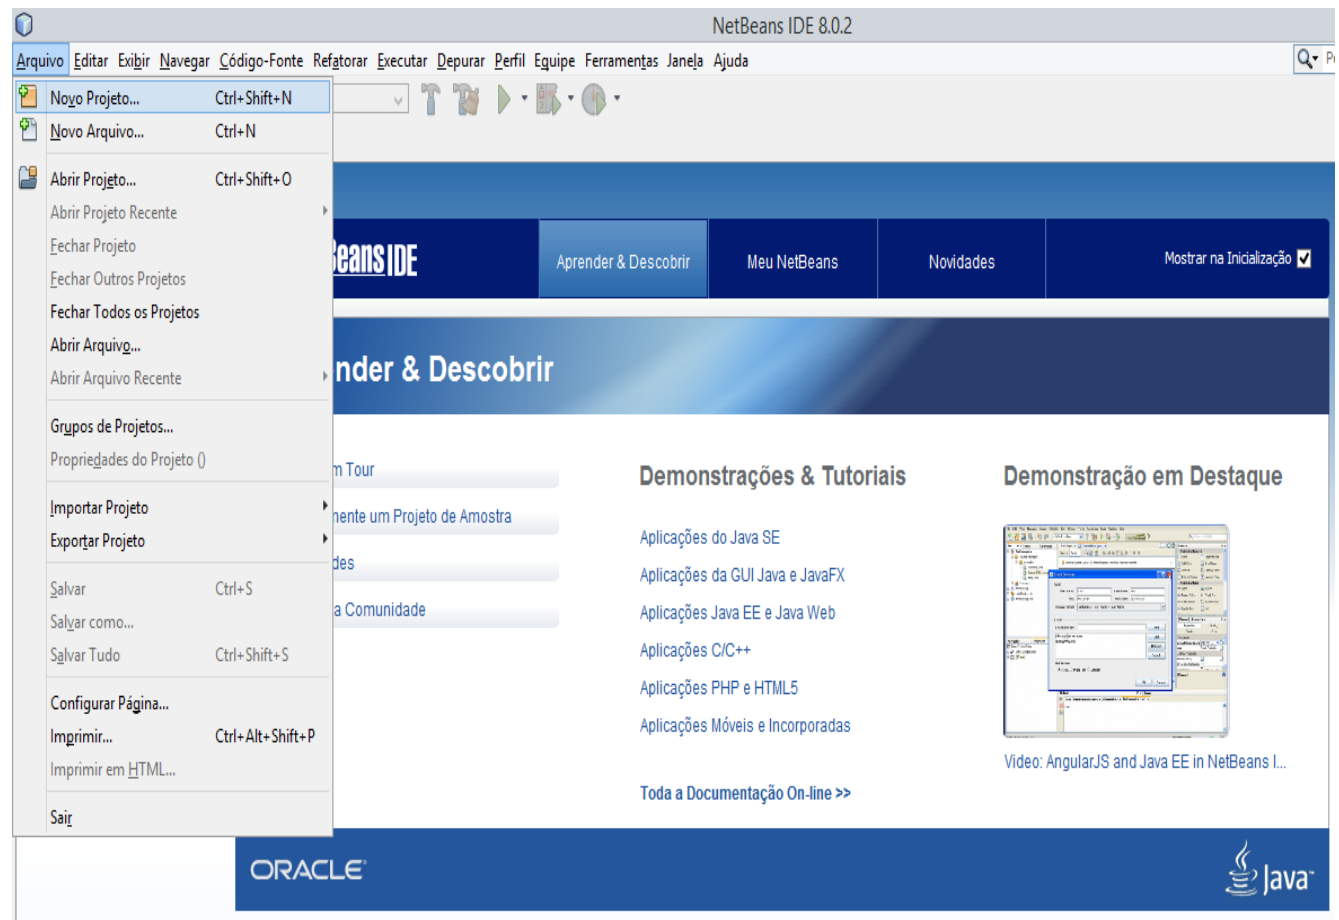 NetBeans IDE 8.0.2
Arquivo Editar Exibir Navegar Código-Fonte Refatorar Executar Depurar Perfil Equipe Ferramentas Janela Ajuda
Novo Projeto... Ctrl+Shift+N
Novo Arquivo... Ctrl+N
Abrir Projeto... Ctrl+Shift+O
Abrir Projeto Recente
Fechar Projeto
Fechar Outros Projetos
Fechar Todos os Projetos
Abrir Arquivo...
Abrir Arquivo Recente
Grupos de Projetos...
Propriedades do Projeto ()
Importar Projeto
Exportar Projeto
Salvar Ctrl+S
Salvar como...
Salvar Tudo Ctrl+Shift+S
Configurar Página...
Imprimir... Ctrl+Alt+Shift+P
Imprimir em HTML...
Sair
Beans IDE
Aprender & Descobrir
Meu NetBeans
Novidades
Mostrar na Inicialização
nder & Descobrir
m Tour
mente um Projeto de Amostra
des
a Comunidade
Demonstrações & Tutoriais
Aplicações do Java SE
Aplicações da GUI Java e JavaFX
Aplicações Java EE e Java Web
Aplicações C/C++
Aplicações PHP e HTML5
Aplicações Móveis e Incorporadas
Toda a Documentação On-line >>
Demonstração em Destaque
Video: AngularJS and Java EE in NetBeans I...
ORACLE
Java